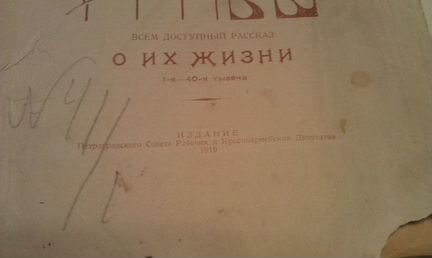 ВСЕМ ДОСТУПНЫЙ РАССКАЗ
О ИХ ЖИЗНИ
1-я—40-я тысяча
ИЗДАНИЕ
Петроградского Совета Рабочих и Красноармейских Депутатов
1919